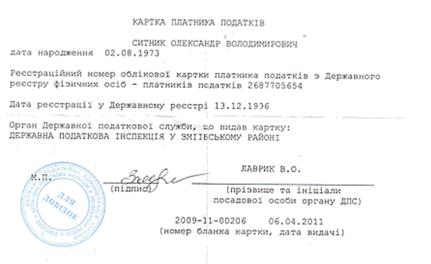 КАРТКА ПЛАТНИКА ПОДАТКІВ
СИТНИК ОЛЕКСАНДР ВОЛОДИМИРОВИЧ
дата народження 02.08.1973
Реєстраційний номер облікової картки платника податків з Державного
реєстру фізичних осіб - платників податків 2687705654
Дата реєстрації у Державному реєстрі 13.12.1996
Орган Державної податкової служби, що видав картку:
ДЕРЖАВНА ПОДАТКОВА ІНСПЕКЦІЯ У ЗМІЇВСЬКОМУ РАЙОНІ
ЛАВРИК В.О.
М.П.
(підпис)
(прізвище та ініціали
посадової особи органу ДПС)
ДЛЯ
ДОВІДОК
2009-11-00206 06.04.2011
(номер бланка картки, дата видачі)